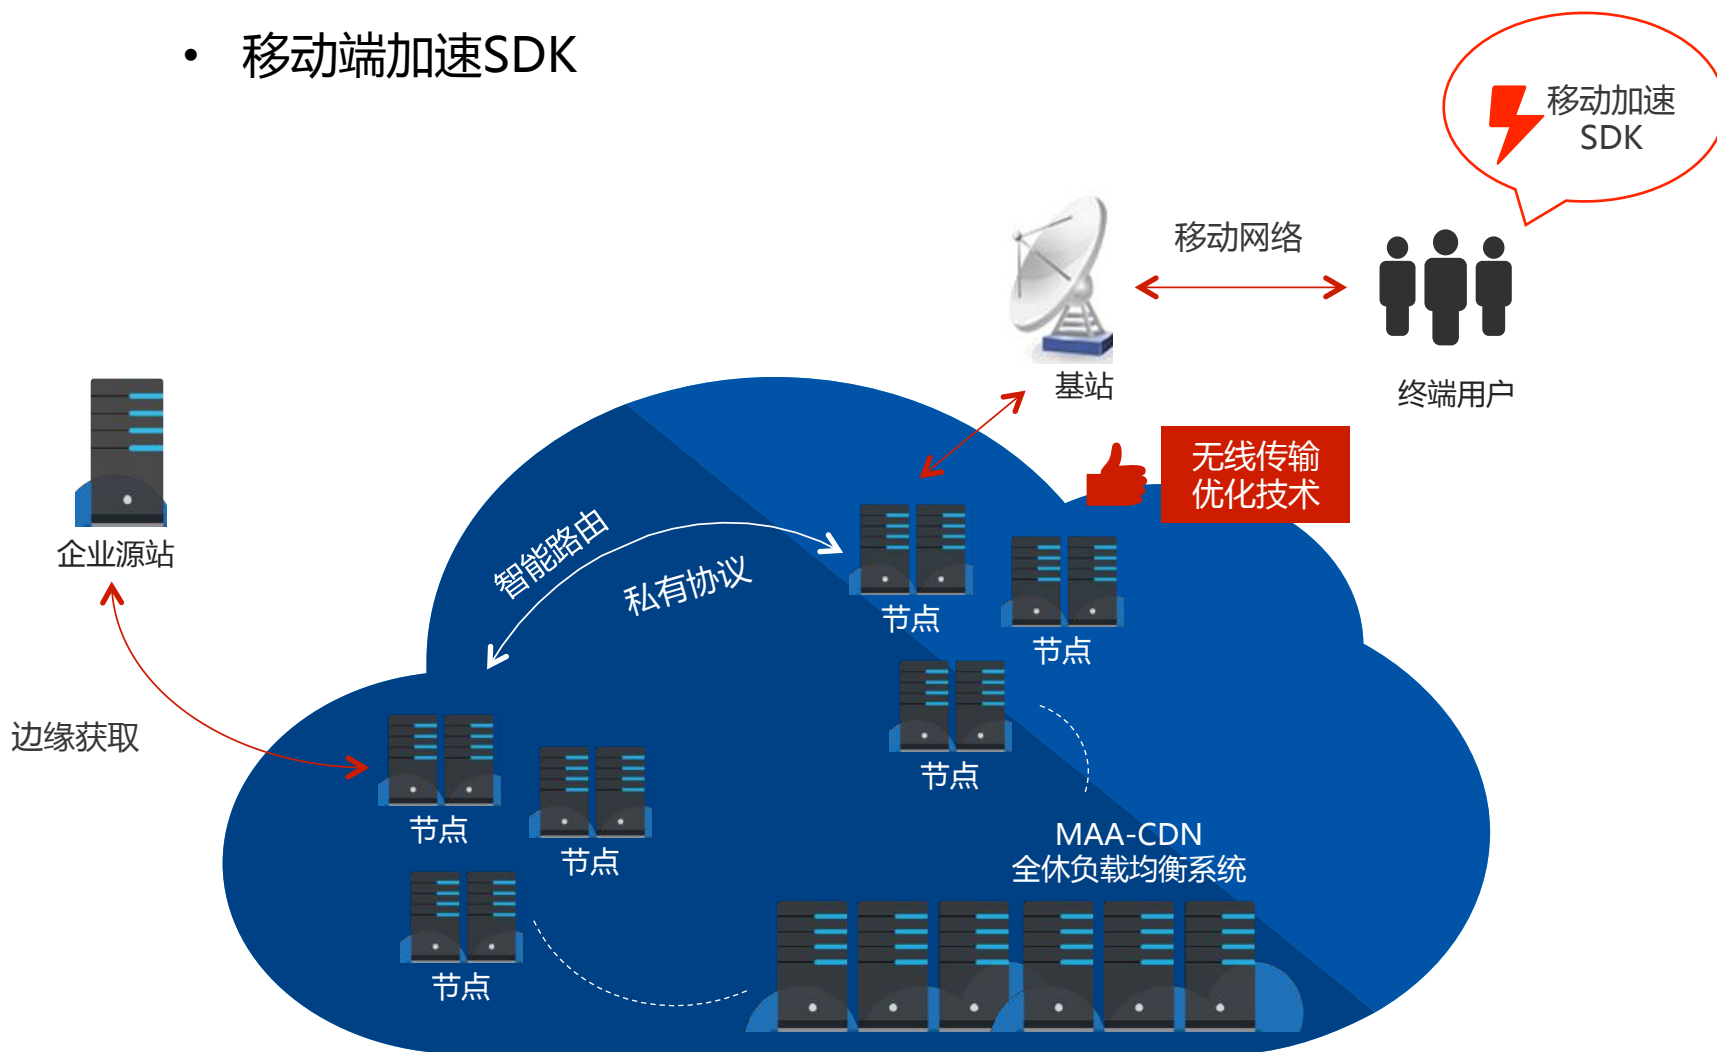 • 移动端加速SDK
移动加速
SDK
移动网络
基站
终端用户
无线传输
优化技术
企业源站
智能路由
私有协议
节点
节点
节点
边缘获取
节点
节点
节点
MAA-CDN
全休负载均衡系统